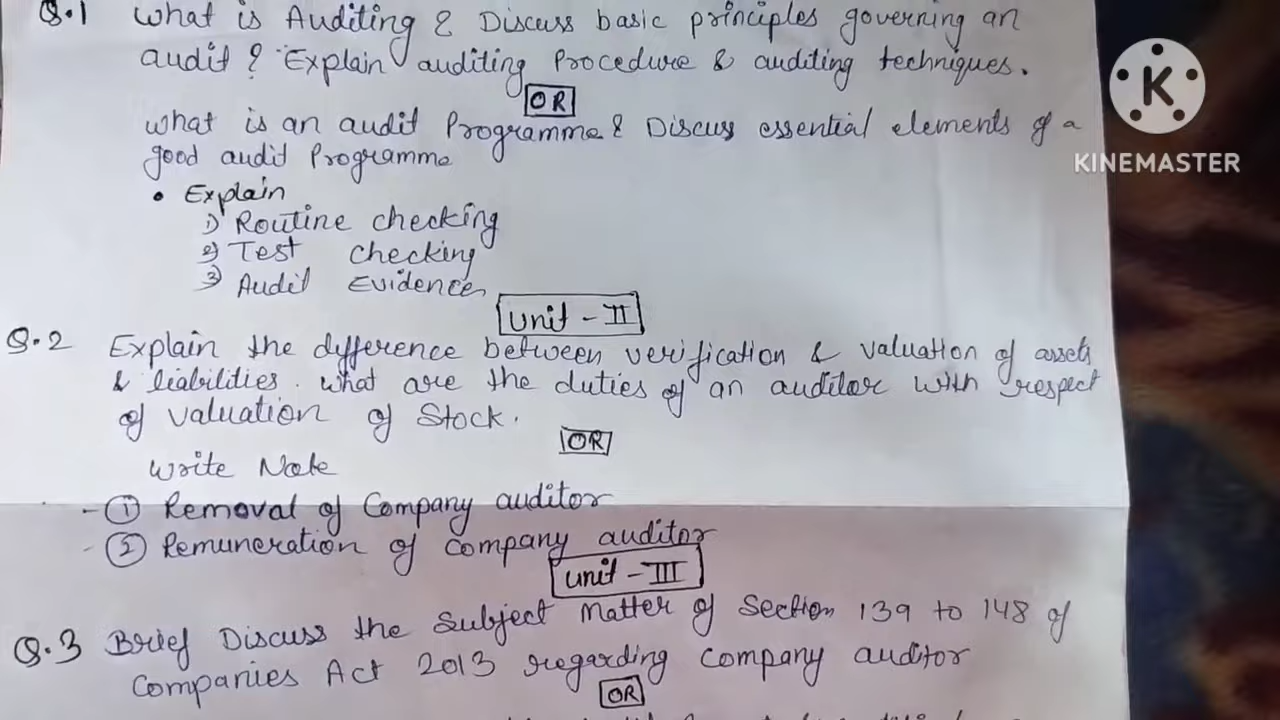 Q.1 What is Auditing & Discuss basic principles governing an
audit? Explain auditing Procedure & auditing techniques.
OR
What is an audit Programme & Discuss essential elements of a
good audit Programme
• Explain
1) Routine checking
2) Test checking
3) Audit Evidence
Unit - II
Q.2 Explain the difference between verification & valuation of assets
& liabilities. What are the duties of an auditor with respect
of valuation of Stock.
OR
Write Note
- 1 Removal of Company auditor
- 2 Remuneration of company auditor
Unit - III
Q.3 Brief Discuss the Subject Matter of Section 139 to 148 of
Companies Act 2013 regarding Company auditor
OR
K
KINEMASTER